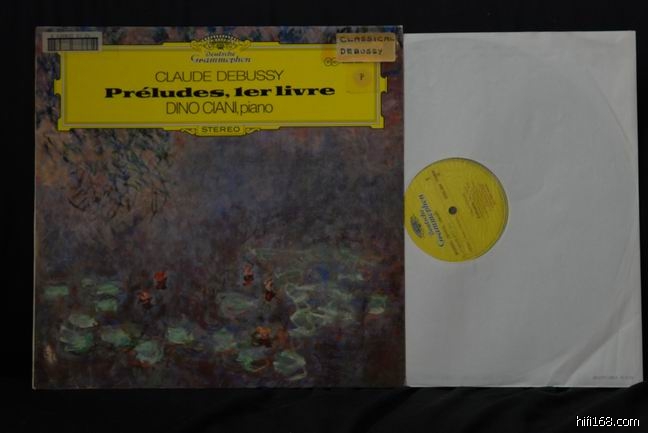 Deutsche
Grammophon
CLASSICAL
DEBUSSY
P
CLAUDE DEBUSSY
Préludes, 1er livre
DINO CIANI, piano
STEREO
Deutsche
Grammophon
hifi168.com